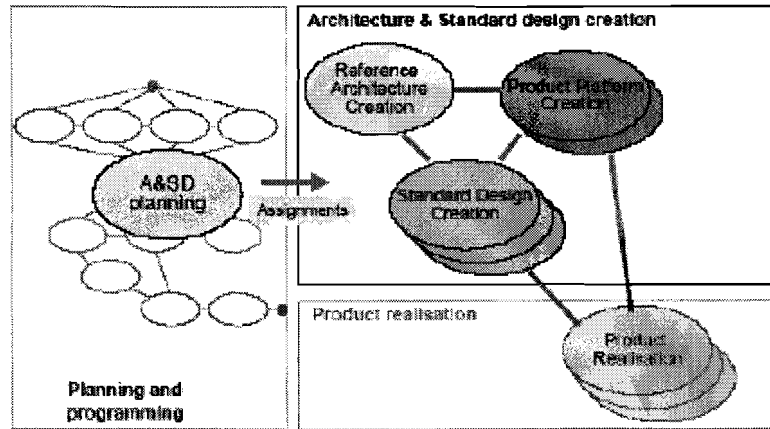 Architecture & Standard design creation
Reference
Architecture
Creation
Product Platform
Creation
A&SD
planning
Assignments
Standard Design
Creation
Product realisation
Product
Realisation
Planning and
programming